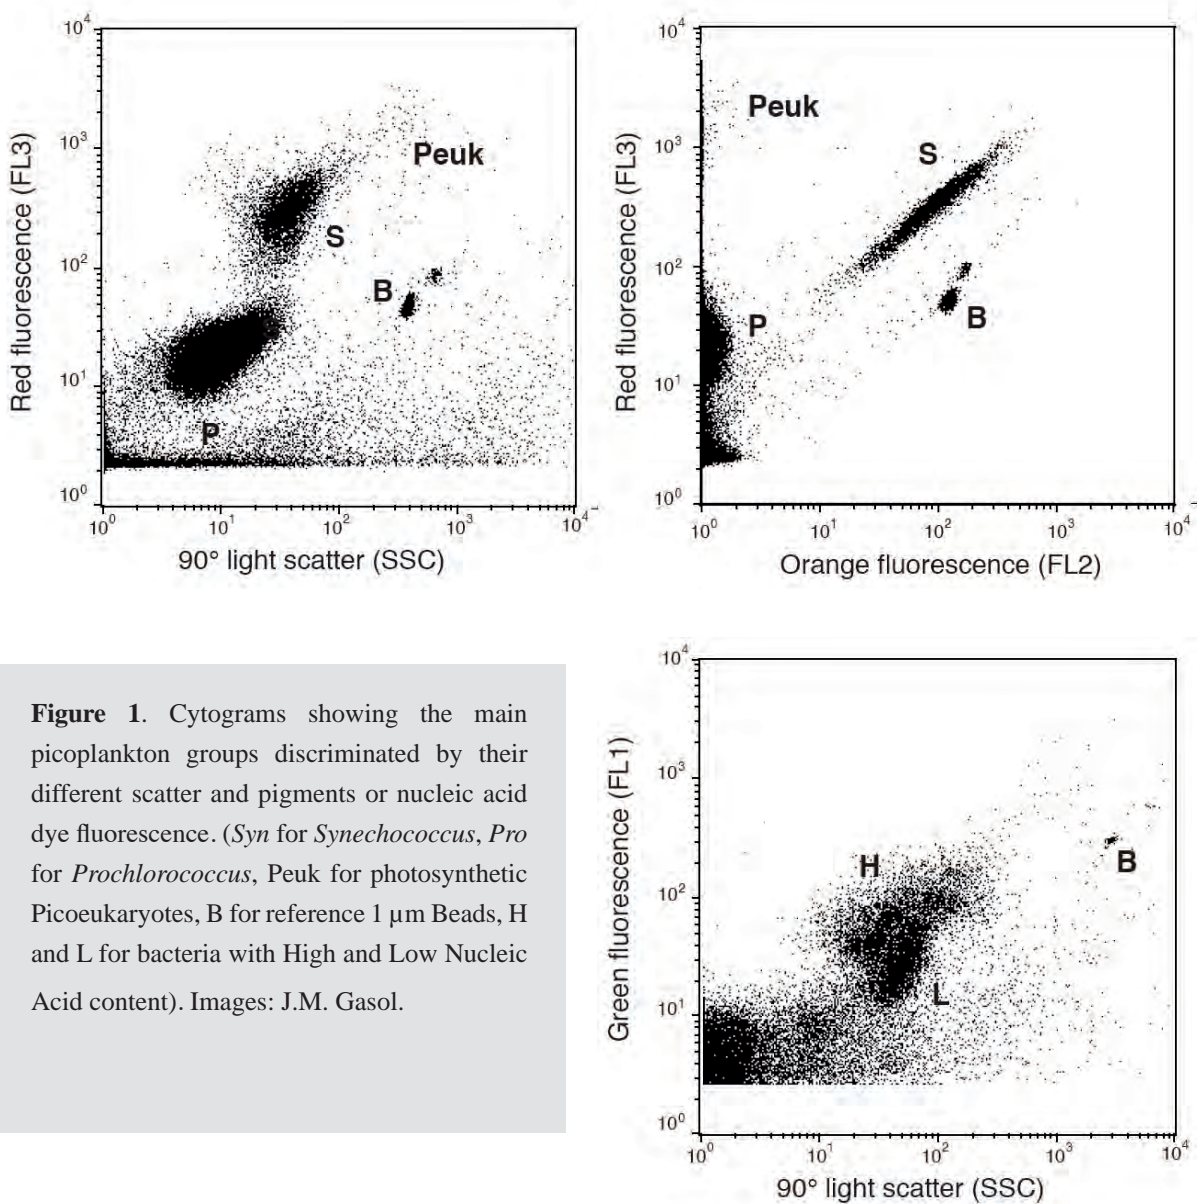 10⁴
10³
10²
10¹
10⁰
Red fluorescence (FL3)
Peuk
S
B
P
10⁰ 10¹ 10² 10³ 10⁴
90° light scatter (SSC)
10⁴
10³
10²
10¹
10⁰
Red fluorescence (FL3)
Peuk
S
P
B
10⁰ 10¹ 10² 10³ 10⁴
Orange fluorescence (FL2)
Figure 1. Cytograms showing the main
picoplankton groups discriminated by their
different scatter and pigments or nucleic acid
dye fluorescence. (Syn for Synechococcus, Pro
for Prochlorococcus, Peuk for photosynthetic
Picoeukaryotes, B for reference 1 µm Beads, H
and L for bacteria with High and Low Nucleic
Acid content). Images: J.M. Gasol.
10⁴
10³
10²
10¹
10⁰
Green fluorescence (FL1)
H
B
L
10⁰ 10¹ 10² 10³ 10⁴
90° light scatter (SSC)